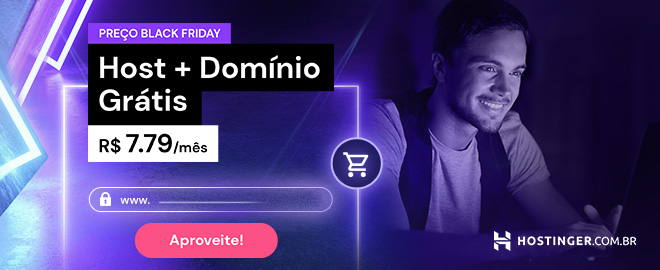 PREÇO BLACK FRIDAY
Host + Domínio
Grátis
R$ 7.79/mês
www.
Aproveite!
HOSTINGER.COM.BR